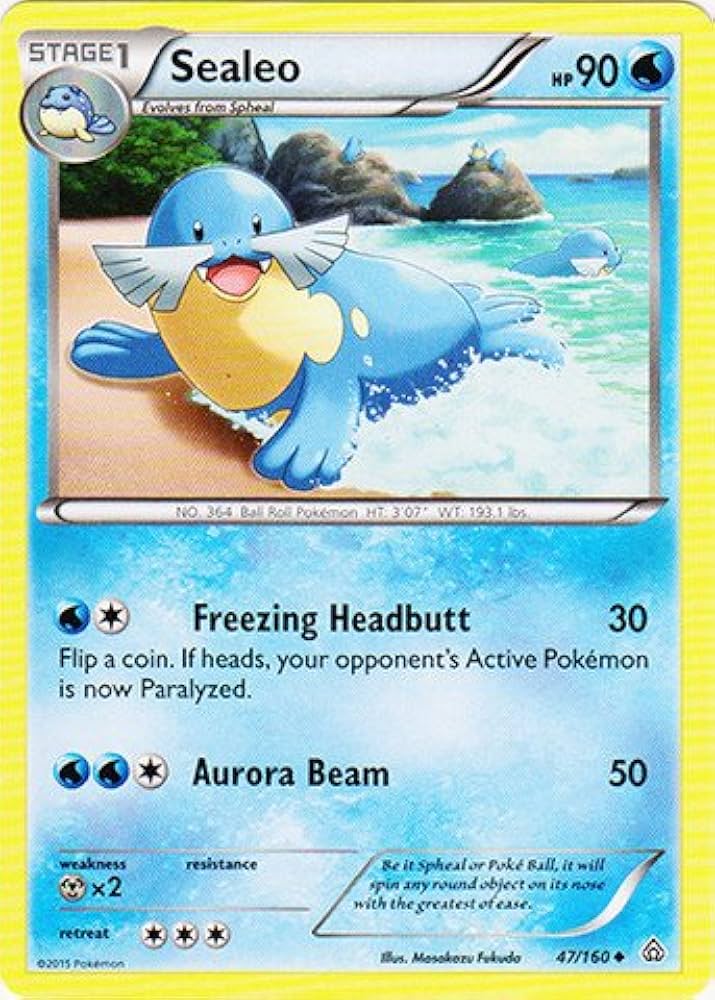 STAGE1
Sealeo
HP 90
Evolves from Spheal
NO. 364 Ball Roll Pokémon HT: 3'07" WT: 193.1 lbs.
Freezing Headbutt 30
Flip a coin. If heads, your opponent's Active Pokémon
is now Paralyzed.
Aurora Beam 50
weakness resistance
×2
Be it Spheal or Poké Ball, it will
spin any round object on its nose
with the greatest of ease.
retreat
©2015 Pokémon
Illus. Masakazu Fukuda
47/160